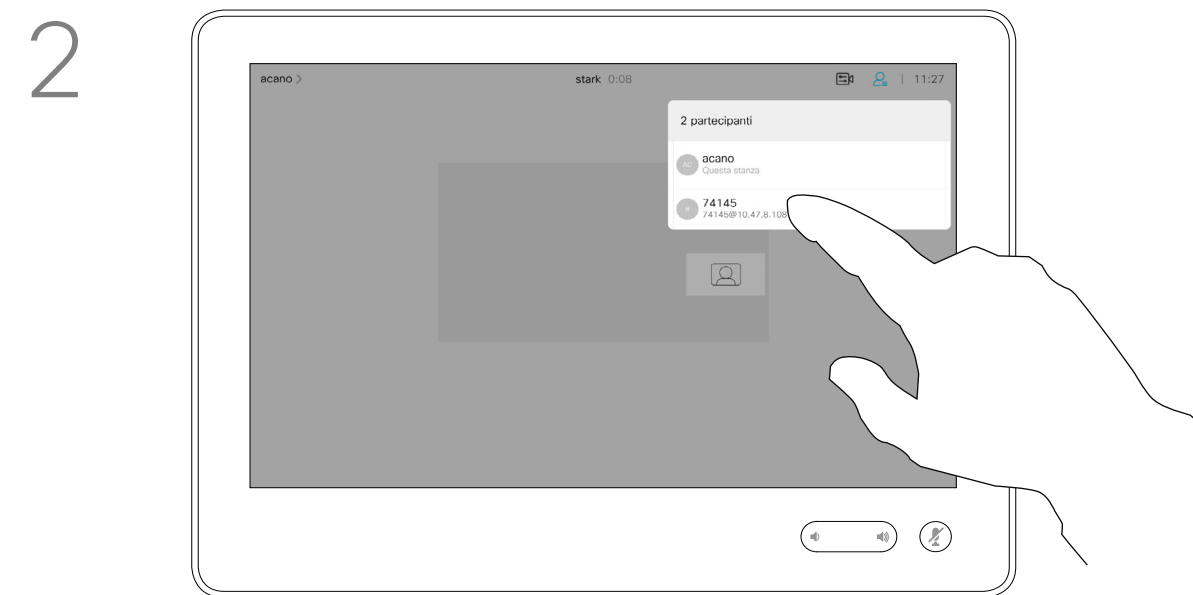 2
acano >
stark 0:08
11:27
2 partecipanti
AC
acano
Questa stanza
74145
74145@10.47.8.108